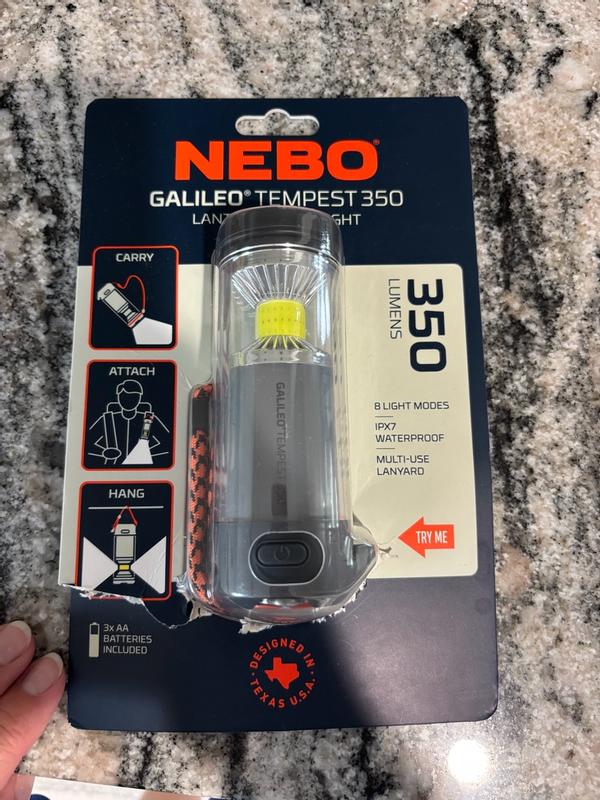 NEBO®
GALILEO® TEMPEST 350
CARRY
ATTACH
HANG
350
LUMENS
8 LIGHT MODES
IPX7
WATERPROOF
MULTI-USE
LANYARD
TRY ME
GALILEO® TEMPEST
3x AA
BATTERIES
INCLUDED
DESIGNED IN
TEXAS U.S.A.